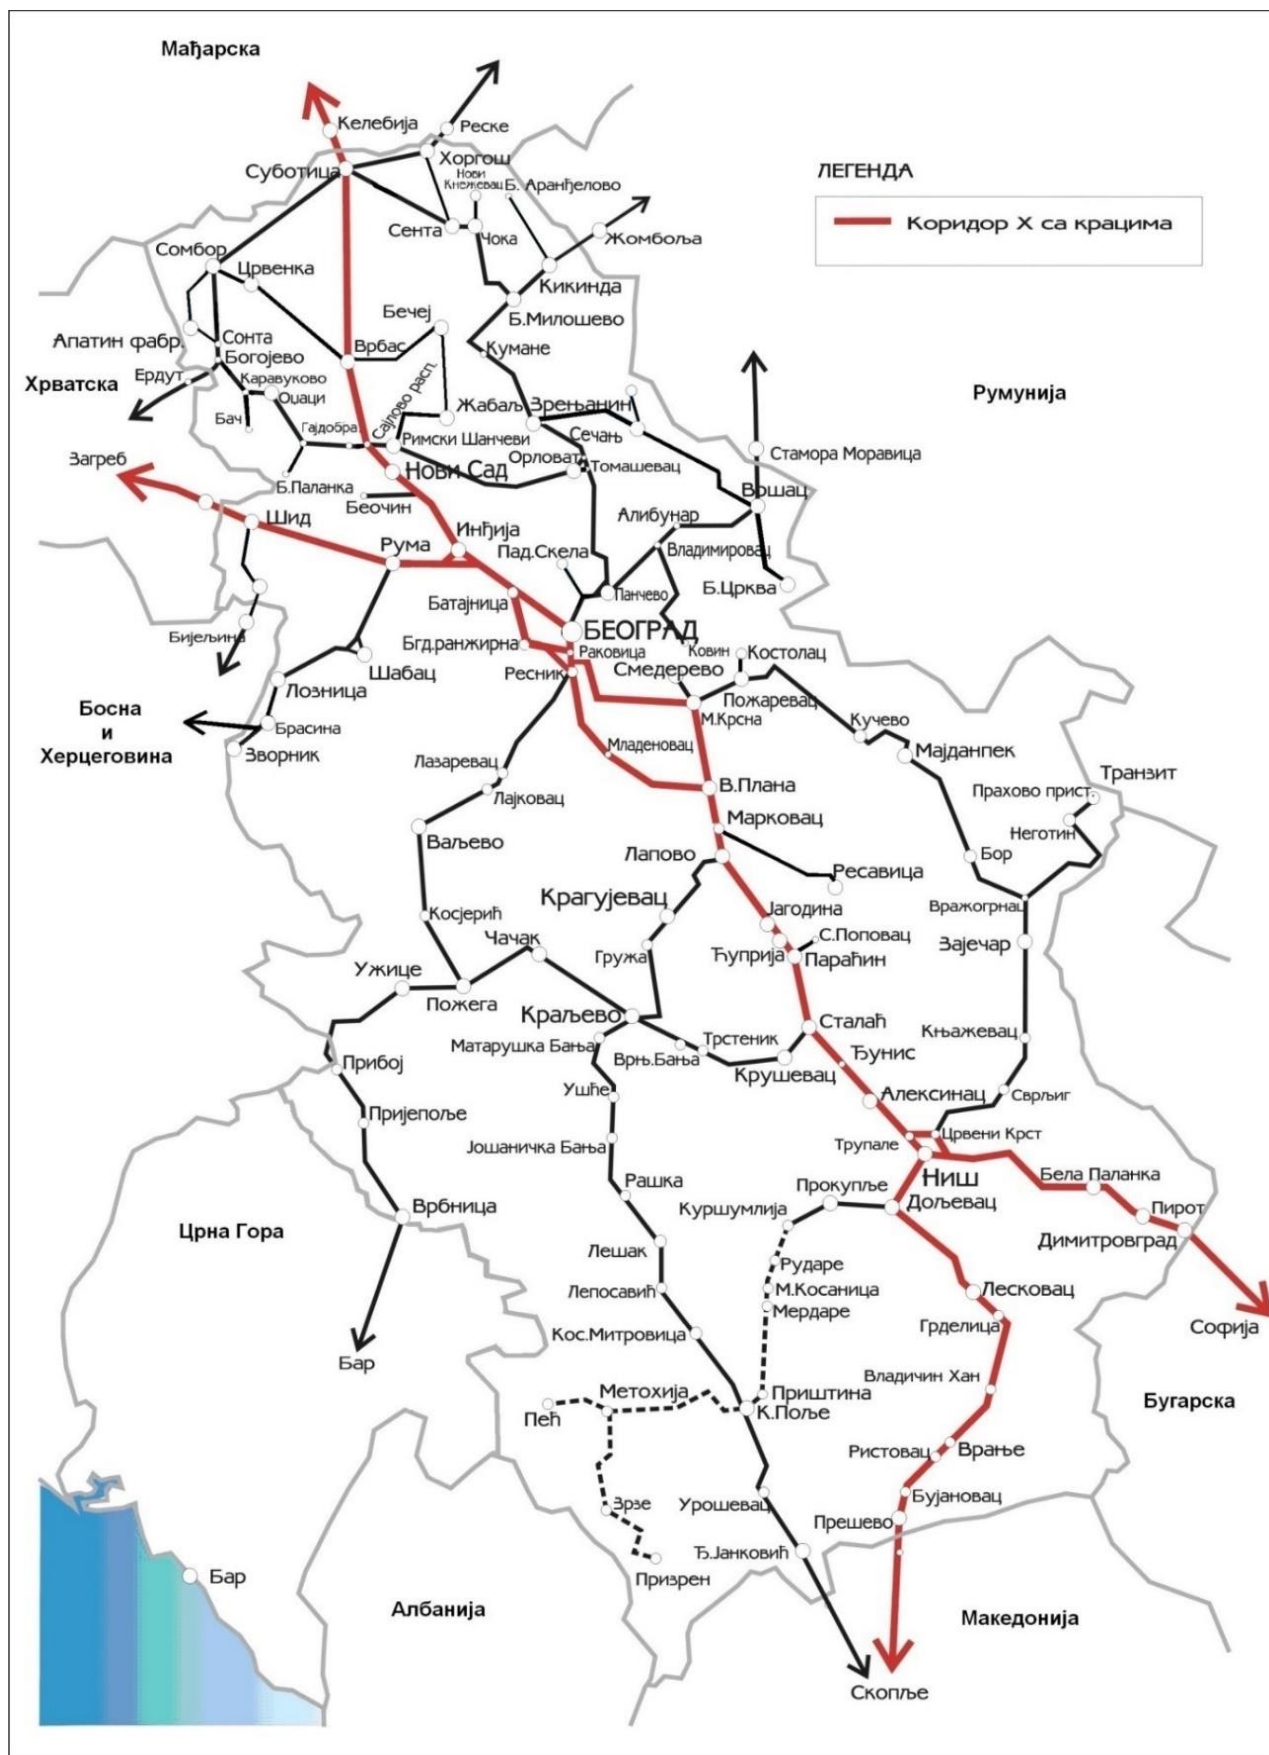 Мађарска
Келебија
Реске
Суботица
Хоргош
Нови
Кнежевац
Б. Аранђелово
Сента
Чока
Жомбоља
ЛЕГЕНДА
Коридор X са крацима
Сомбор
Црвенка
Кикинда
Б.Милошево
Бечеј
Апатин фабр.
Сонта
Врбас
Кумане
Богојево
Ердут
Хрватска
Каравуково
Оџаци
Сајлово расп.
Жабаљ
Зрењанин
Румунија
Бач
Гајдобра
Римски Шанчеви
Сечањ
Загреб
Нови Сад
Орловат
Томашевац
Стамора Моравица
Б.Паланка
Беочин
Вршац
Шид
Алибунар
Рума
Инђија
Пад.Скела
Владимировац
Панчево
Б.Црква
Батајница
БЕОГРАД
Бијељина
Бгд.ранжирна
Раковица
Ковин
Костолац
Ресник
Смедерево
Шабац
Лозница
Пожаревац
Босна
и
Херцеговина
Брасина
М.Крсна
Кучево
Зворник
Младеновац
Мајданпек
Лазаревац
Транзит
Лајковац
В.Плана
Прахово прист.
Марковац
Неготин
Ваљево
Лапово
Бор
Ресавица
Крагујевац
Јагодина
Вражогрнац
Косјерић
С.Поповац
Чачак
Гружа
Ћуприја
Параћин
Зајечар
Ужице
Пожега
Краљево
Сталаћ
Матарушка Бања
Врњ.Бања
Трстеник
Књажевац
Прибој
Крушевац
Ђунис
Ушће
Алексинац
Сврљиг
Пријепоље
Јошаничка Бања
Трупале
Црвени Крст
Ниш
Бела Паланка
Рашка
Прокупље
Дољевац
Врбница
Куршумлија
Пирот
Црна Гора
Димитровград
Лешак
Рударе
Лепосавић
М.Косаница
Лесковац
Мердаре
Грделица
Софија
Кос.Митровица
Бар
Владичин Хан
Метохија
Приштина
Пећ
К.Поље
Бугарска
Ристовац
Врање
Зрзе
Урошевац
Бујановац
Прешево
Ђ.Јанковић
Призрен
Бар
Албанија
Македонија
Скопље